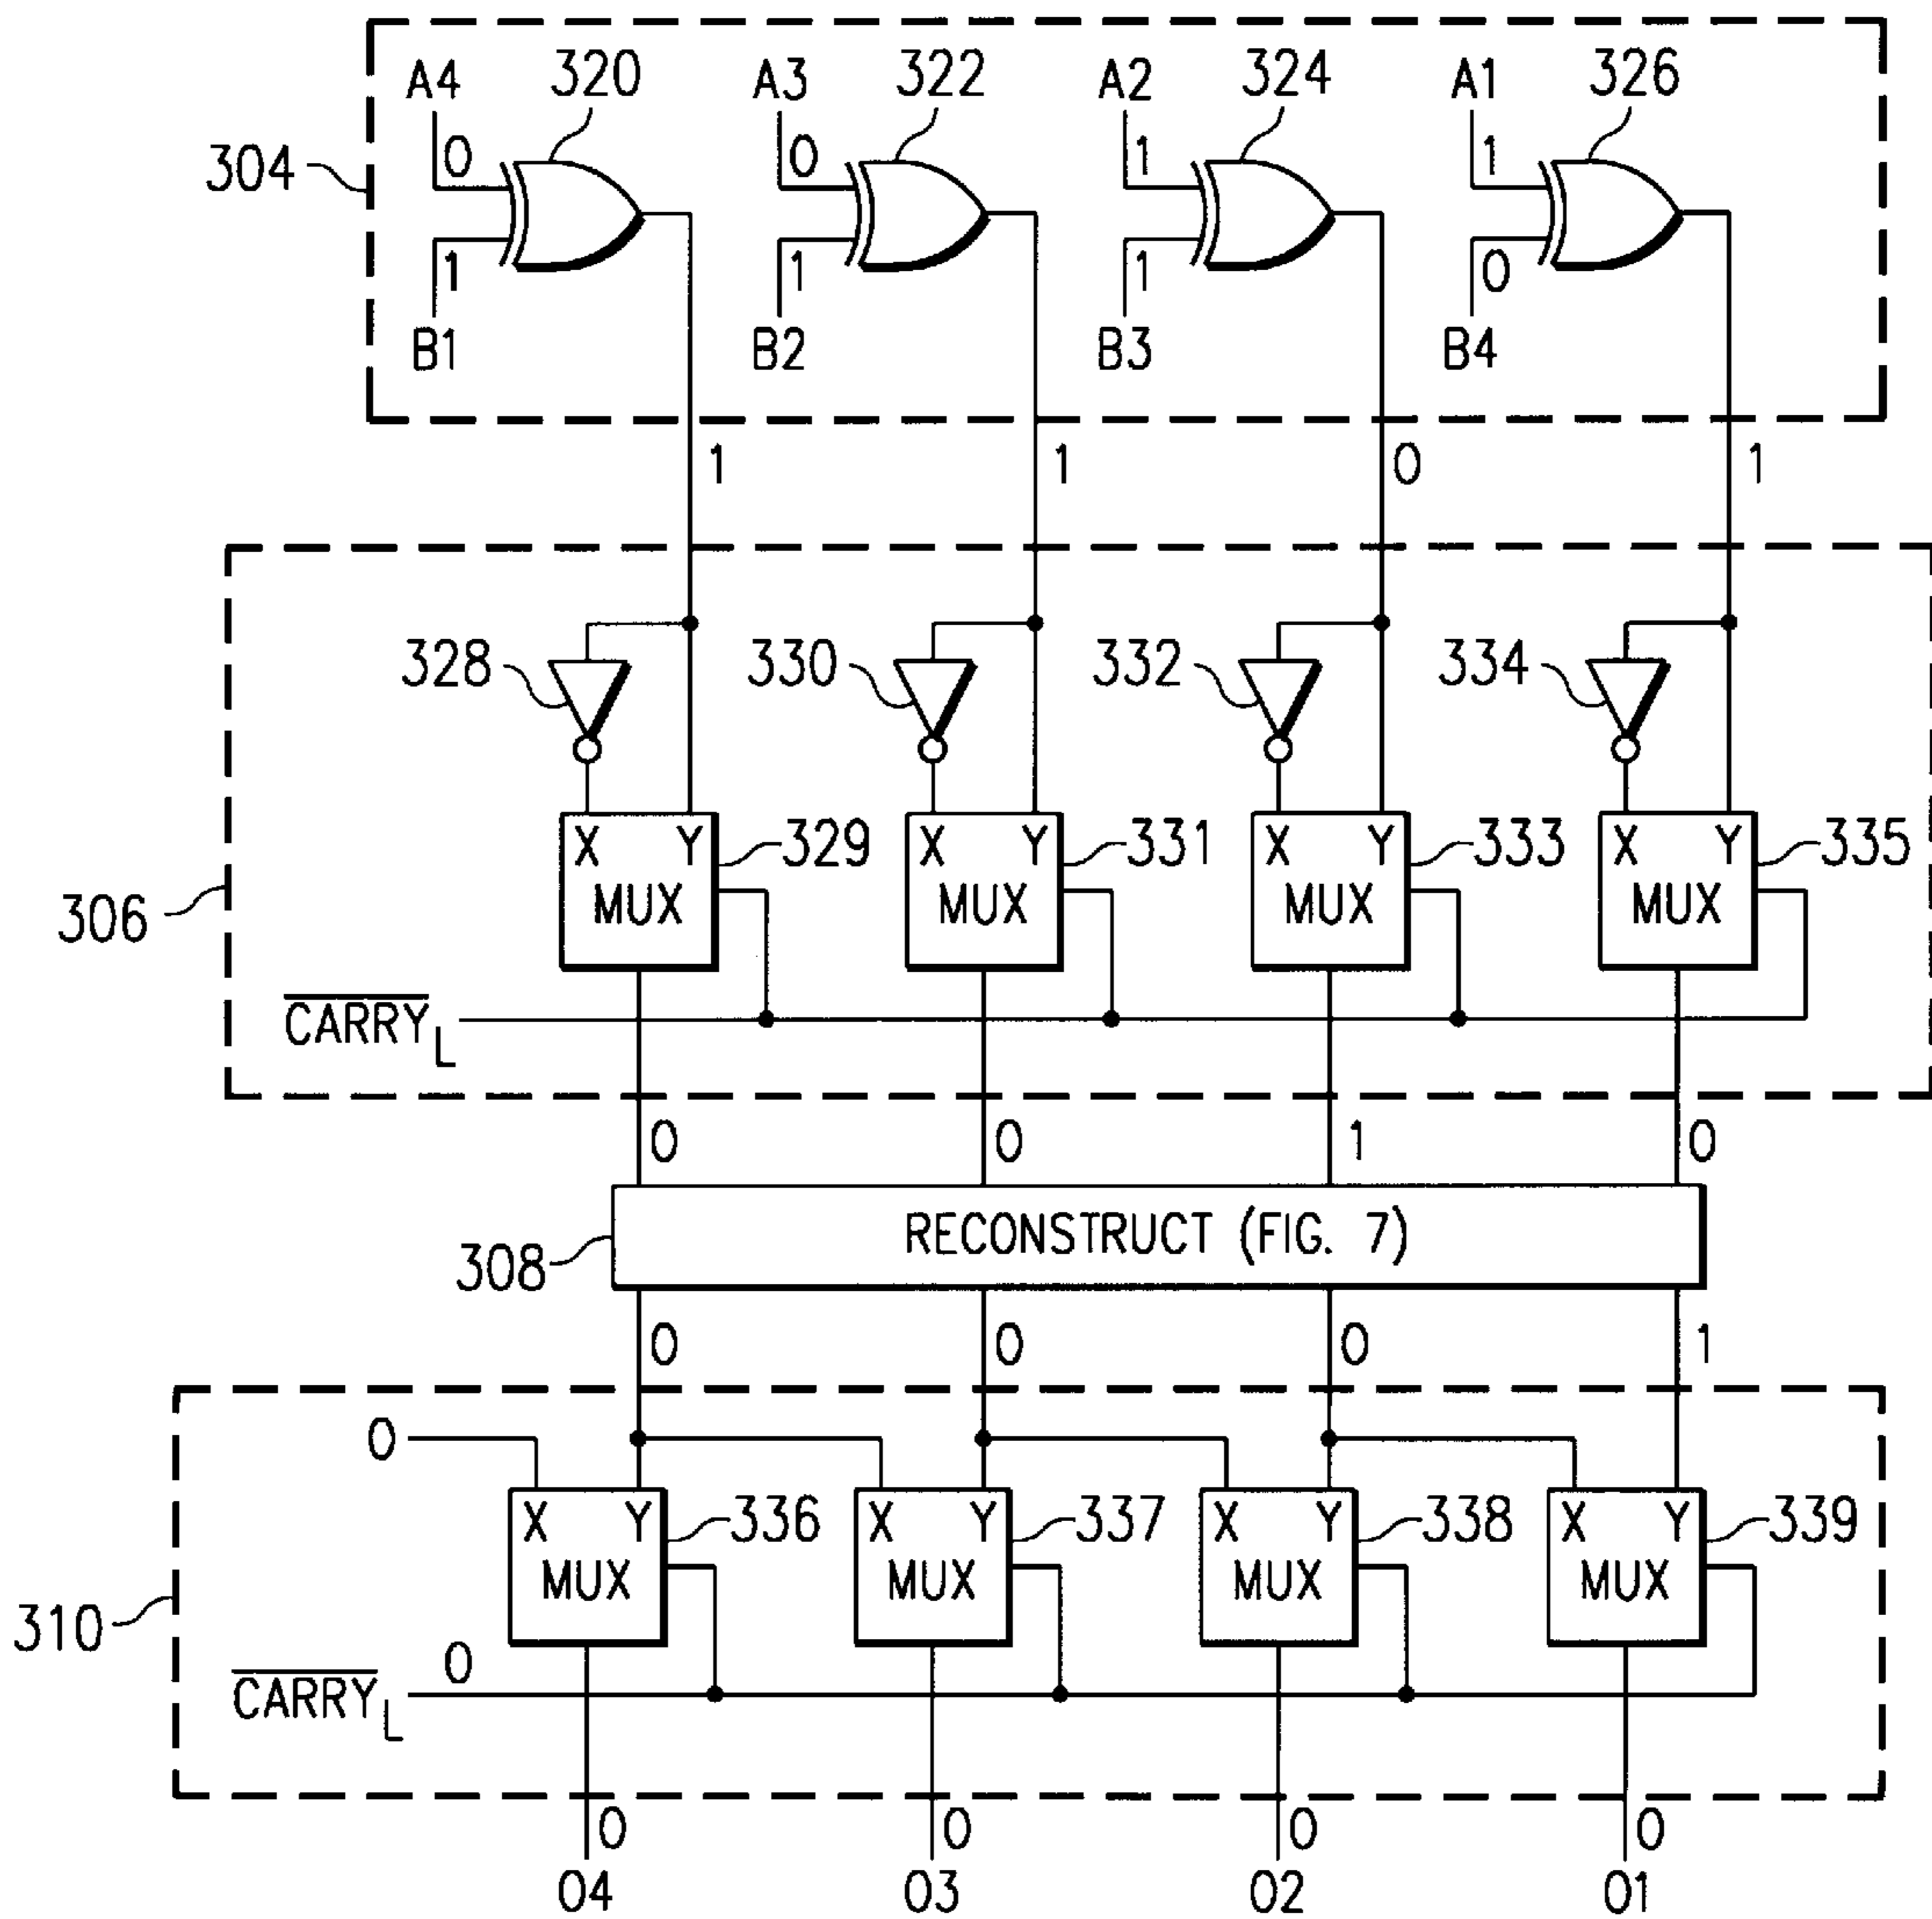 A4 320 A3 322 A2 324 A1 326
0 0 1 1
304
1 1 1 0
B1 B2 B3 B4
1 1 0 1
328 330 332 334
X Y 329 X Y 331 X Y 333 X Y 335
MUX MUX MUX MUX
306
CARRY L
0 0 1 0
RECONSTRUCT (FIG. 7)
308
0 0 0 1
0
X Y 336 X Y 337 X Y 338 X Y 339
MUX MUX MUX MUX
310
0
CARRY L
0 0 0 0
O4 O3 O2 O1